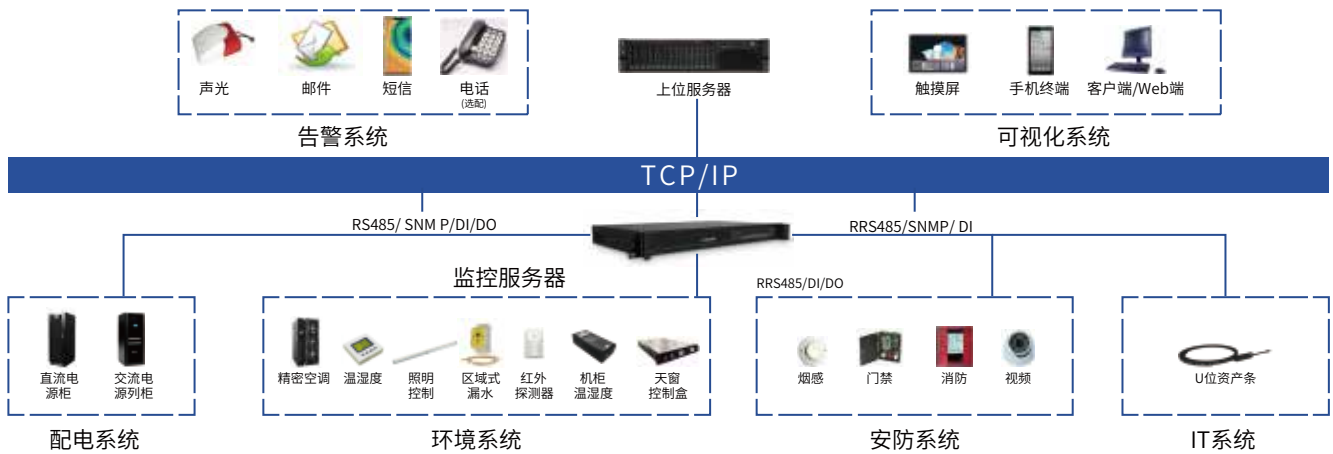 声光
邮件
短信
电话
(选配)
告警系统
上位服务器
触摸屏
手机终端
客户端/Web端
可视化系统
TCP/IP
RS485/ SNM P/DI/DO
RRS485/SNMP/ DI
监控服务器
RRS485/DI/DO
直流电
源柜
交流电
源列柜
配电系统
精密空调
温湿度
照明
控制
区域式
漏水
红外
探测器
机柜
温湿度
天窗
控制盒
环境系统
烟感
门禁
消防
视频
安防系统
U位资产条
IT系统